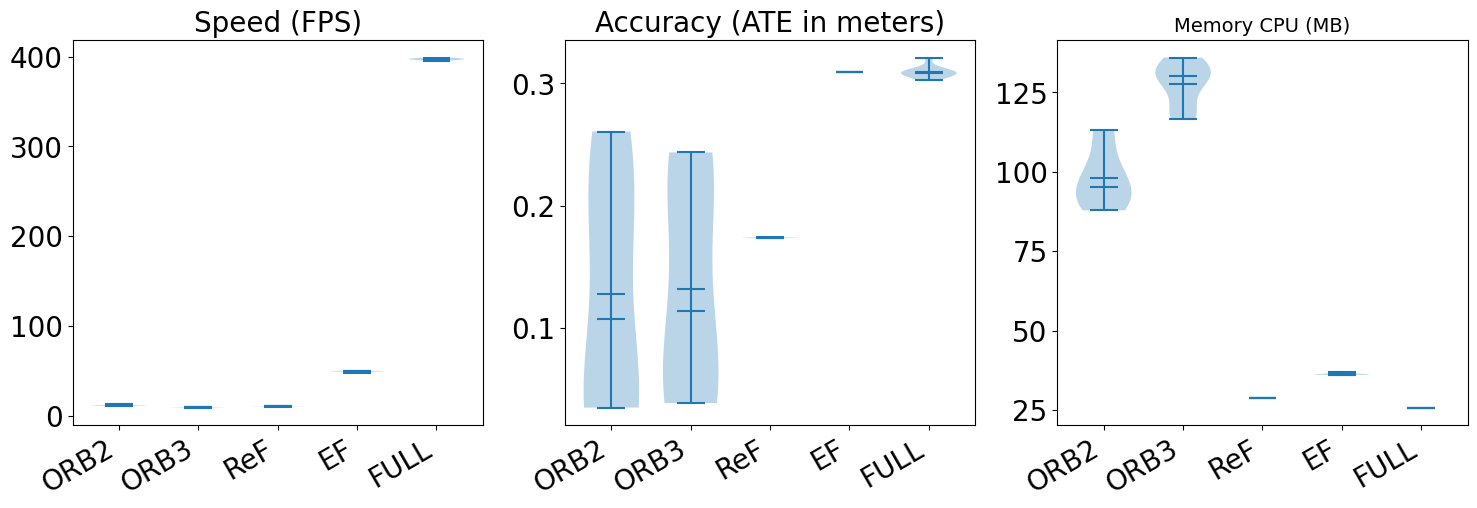 Speed (FPS)
400
300
200
100
0
ORB2
ORB3
ReF
EF
FULL
Accuracy (ATE in meters)
0.3
0.2
0.1
ORB2
ORB3
ReF
EF
FULL
Memory CPU (MB)
125
100
75
50
25
ORB2
ORB3
ReF
EF
FULL